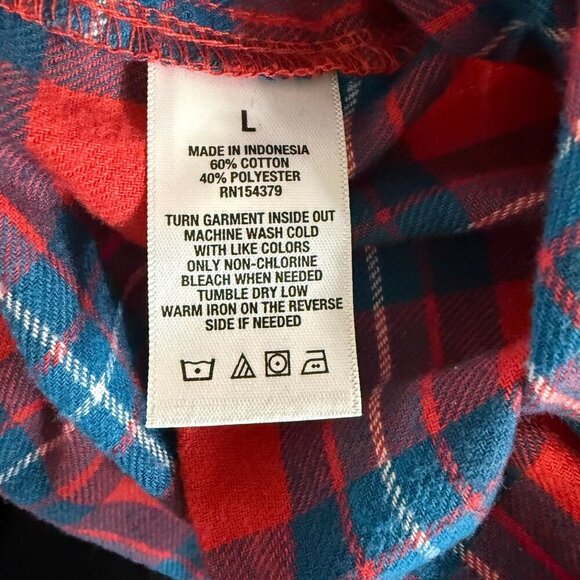 L
MADE IN INDONESIA
60% COTTON
40% POLYESTER
RN154379
TURN GARMENT INSIDE OUT
MACHINE WASH COLD
WITH LIKE COLORS
ONLY NON-CHLORINE
BLEACH WHEN NEEDED
TUMBLE DRY LOW
WARM IRON ON THE REVERSE
SIDE IF NEEDED